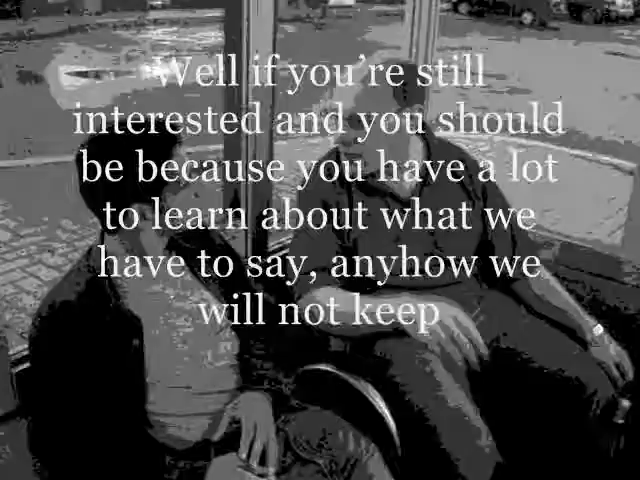 Well if you’re still
interested and you should
be because you have a lot
to learn about what we
have to say, anyhow we
will not keep